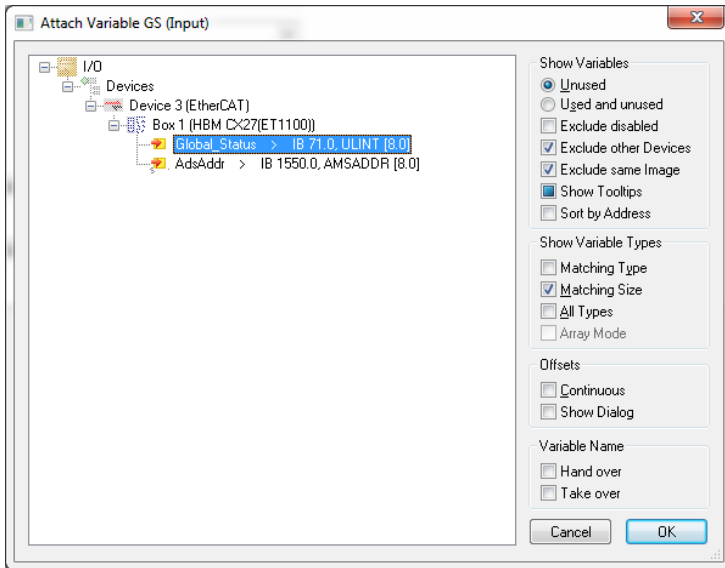 Attach Variable GS (Input)
I/O
Devices
Device 3 (EtherCAT)
Box 1 (HBM CX27(ET1100))
Global_Status > IB 71.0, ULINT [8.0]
AdsAddr > IB 1550.0, AMSADDR [8.0]
Show Variables
Unused
Used and unused
Exclude disabled
Exclude other Devices
Exclude same Image
Show Tooltips
Sort by Address
Show Variable Types
Matching Type
Matching Size
All Types
Array Mode
Offsets
Continuous
Show Dialog
Variable Name
Hand over
Take over
Cancel
OK